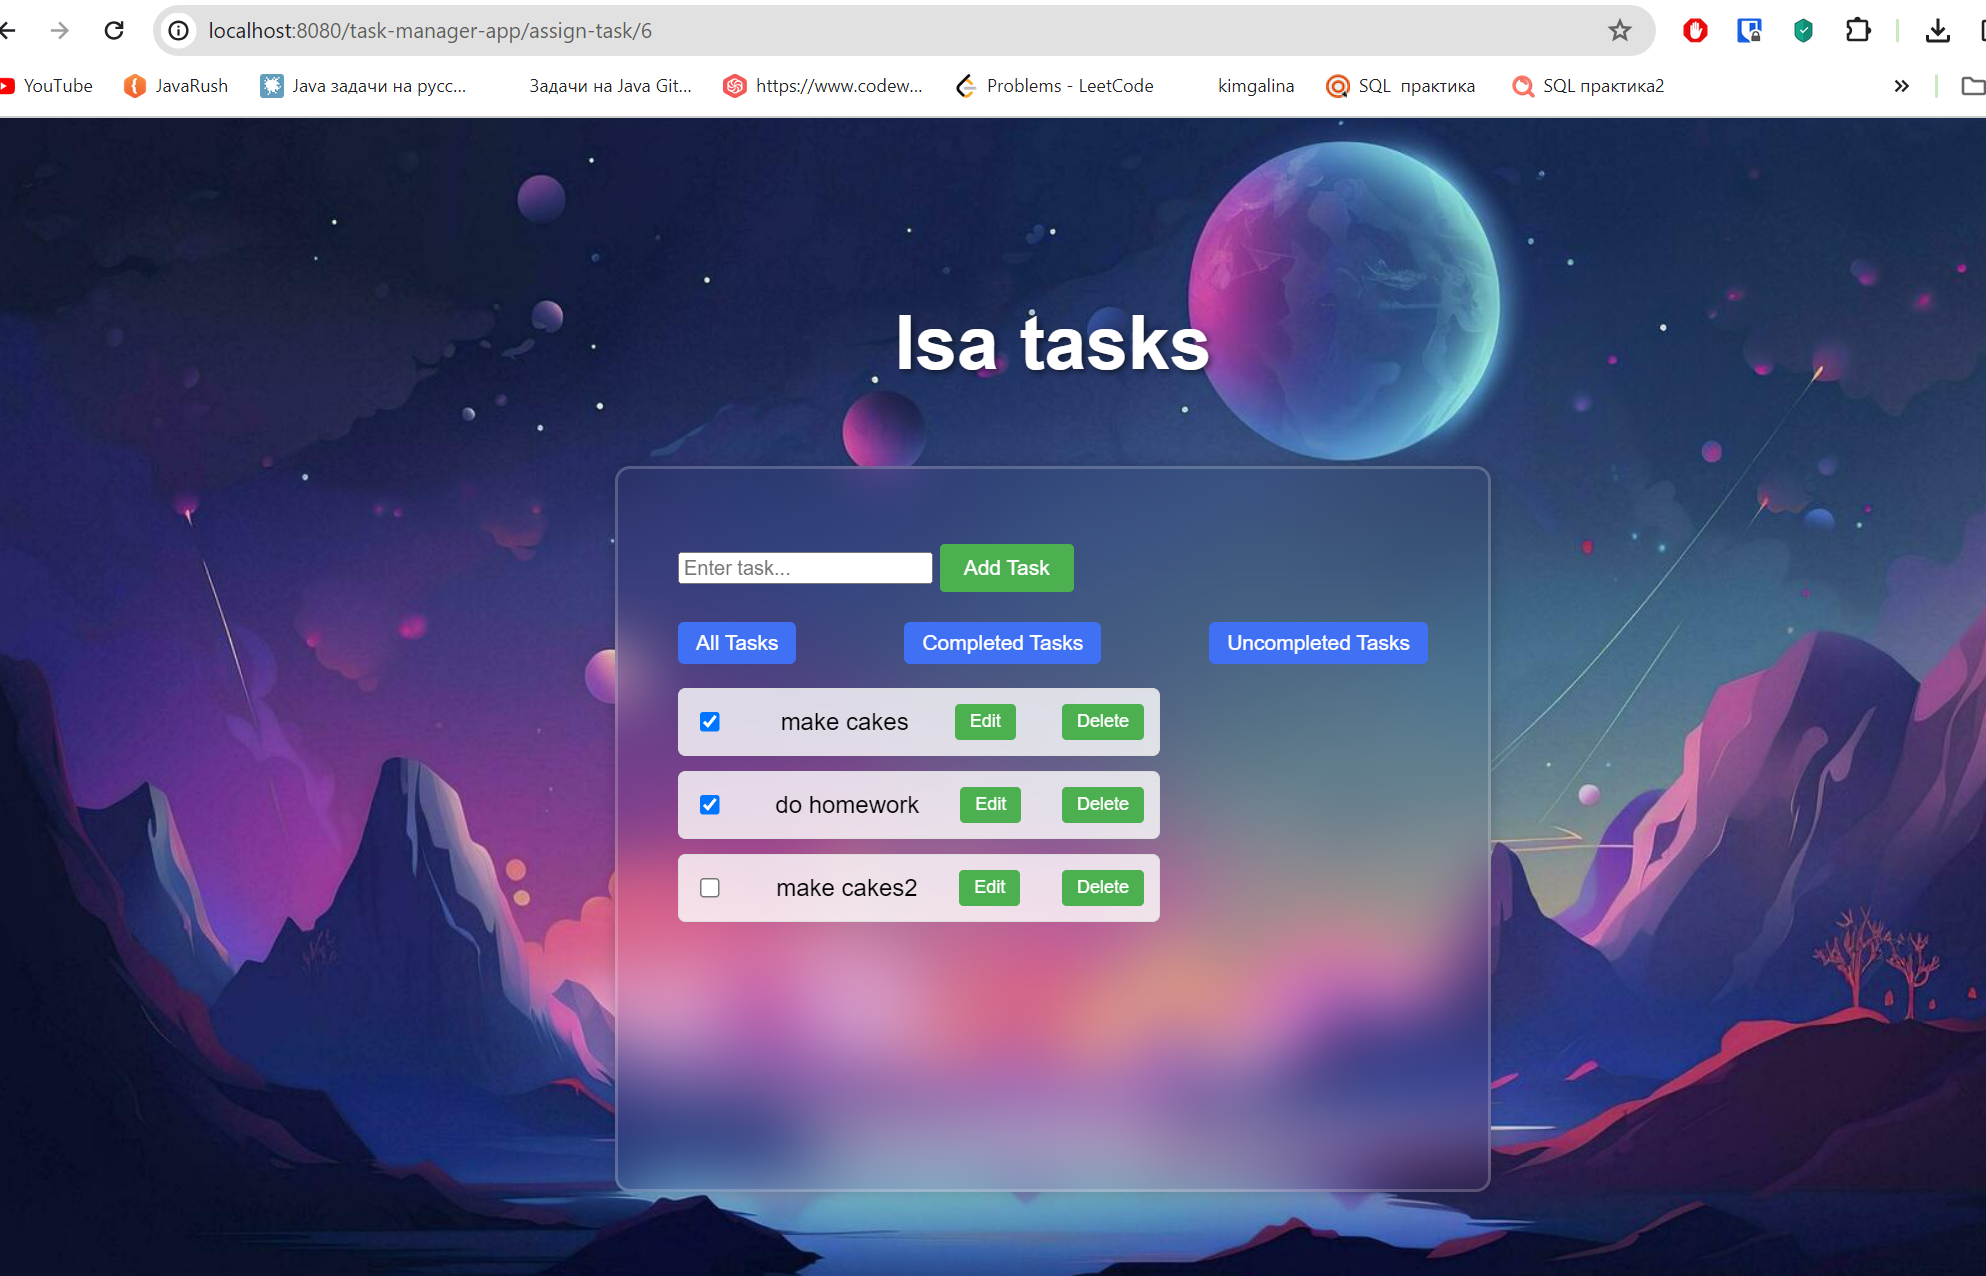 localhost:8080/task-manager-app/assign-task/6
YouTube JavaRush Java задачи на русс... Задачи на Java Git... https://www.codew... Problems - LeetCode kimgalina SQL практика SQL практика2
Isa tasks
Enter task... Add Task
All Tasks Completed Tasks Uncompleted Tasks
make cakes Edit Delete
do homework Edit Delete
make cakes2 Edit Delete